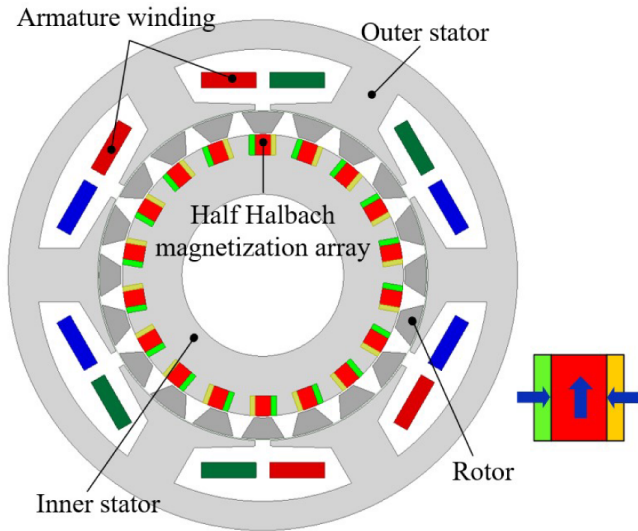 Armature winding
Outer stator
Half Halbach
magnetization array
Rotor
Inner stator